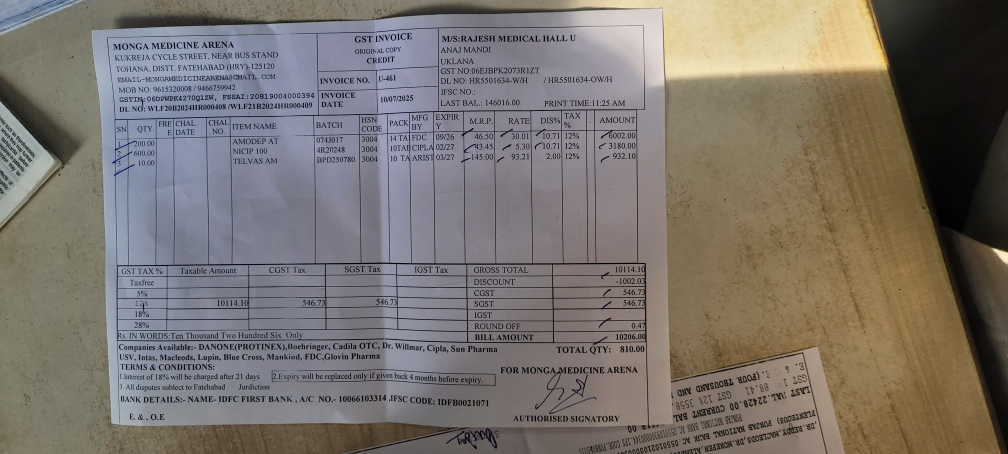 MONGA MEDICINE ARENA
KUKREJA CYCLE STREET, NEAR BUS STAND
TOHANA, DISTT. FATEHABAD (HRY)-125120
EMAIL-MONGAMEDICINEARENA@GMAIL.COM
MOB NO: 9615320008 / 9466759942
GSTIN:06DPWPK4270Q1ZW, FSSAI:20819004000394
DL NO: WLF20B2024HR000408 /WLF21B2024HR000409
GST INVOICE
ORIGINAL COPY
CREDIT
INVOICE NO. U-461
INVOICE DATE 10/07/2025
M/S:RAJESH MEDICAL HALL U
ANAJ MANDI
UKLANA
GST NO:06EJBPK2073R1ZT
DL NO: HR5501634-W/H / HR5501634-OW/H
IFSC NO.:
LAST BAL.: 146016.00 PRINT TIME:11:25 AM
SN QTY. FREE CHAL DATE CHAL NO. ITEM NAME BATCH HSN CODE PACK MFG BY EXPIRY M.R.P. RATE DIS% TAX % AMOUNT
1 200.00 AMODEP AT 074J017 3004 14 TA FDC 09/26 46.50 30.01 10.71 12% 6002.00
2 600.00 NICIP 100 4R20248 3004 10TAB CIPLA 02/27 43.45 5.30 10.71 12% 3180.00
3 10.00 TELVAS AM BPD250780 3004 10 TA ARIST 03/27 145.00 93.21 2.00 12% 932.10
GST TAX % Taxable Amount CGST Tax SGST Tax IGST Tax GROSS TOTAL 10114.10
Taxfree DISCOUNT -1002.03
5% CGST 546.73
12% 10114.10 546.73 546.73 SGST 546.73
18% IGST
28% ROUND OFF 0.47
Rs. IN WORDS:Ten Thousand Two Hundred Six Only BILL AMOUNT 10206.00
Companies Available:- DANONE(PROTINEX),Boehringer, Cadila OTC, Dr. Willmar, Cipla, Sun Pharma TOTAL QTY: 810.00
USV, Intas, Macleods, Lupin, Blue Cross, Mankind, FDC,Glovin Pharma
TERMS & CONDITIONS:
1.Interest of 18% will be charged after 21 days 2.Expiry will be replaced only if given back 4 months before expiry.
3. All disputes subject to Fatehabad Jurdiction
BANK DETAILS:- NAME- IDFC FIRST BANK , A/C NO.- 10066103314 ,IFSC CODE: IDFB0021071
E. & . O.E
FOR MONGA MEDICINE ARENA
AUTHORISED SIGNATORY